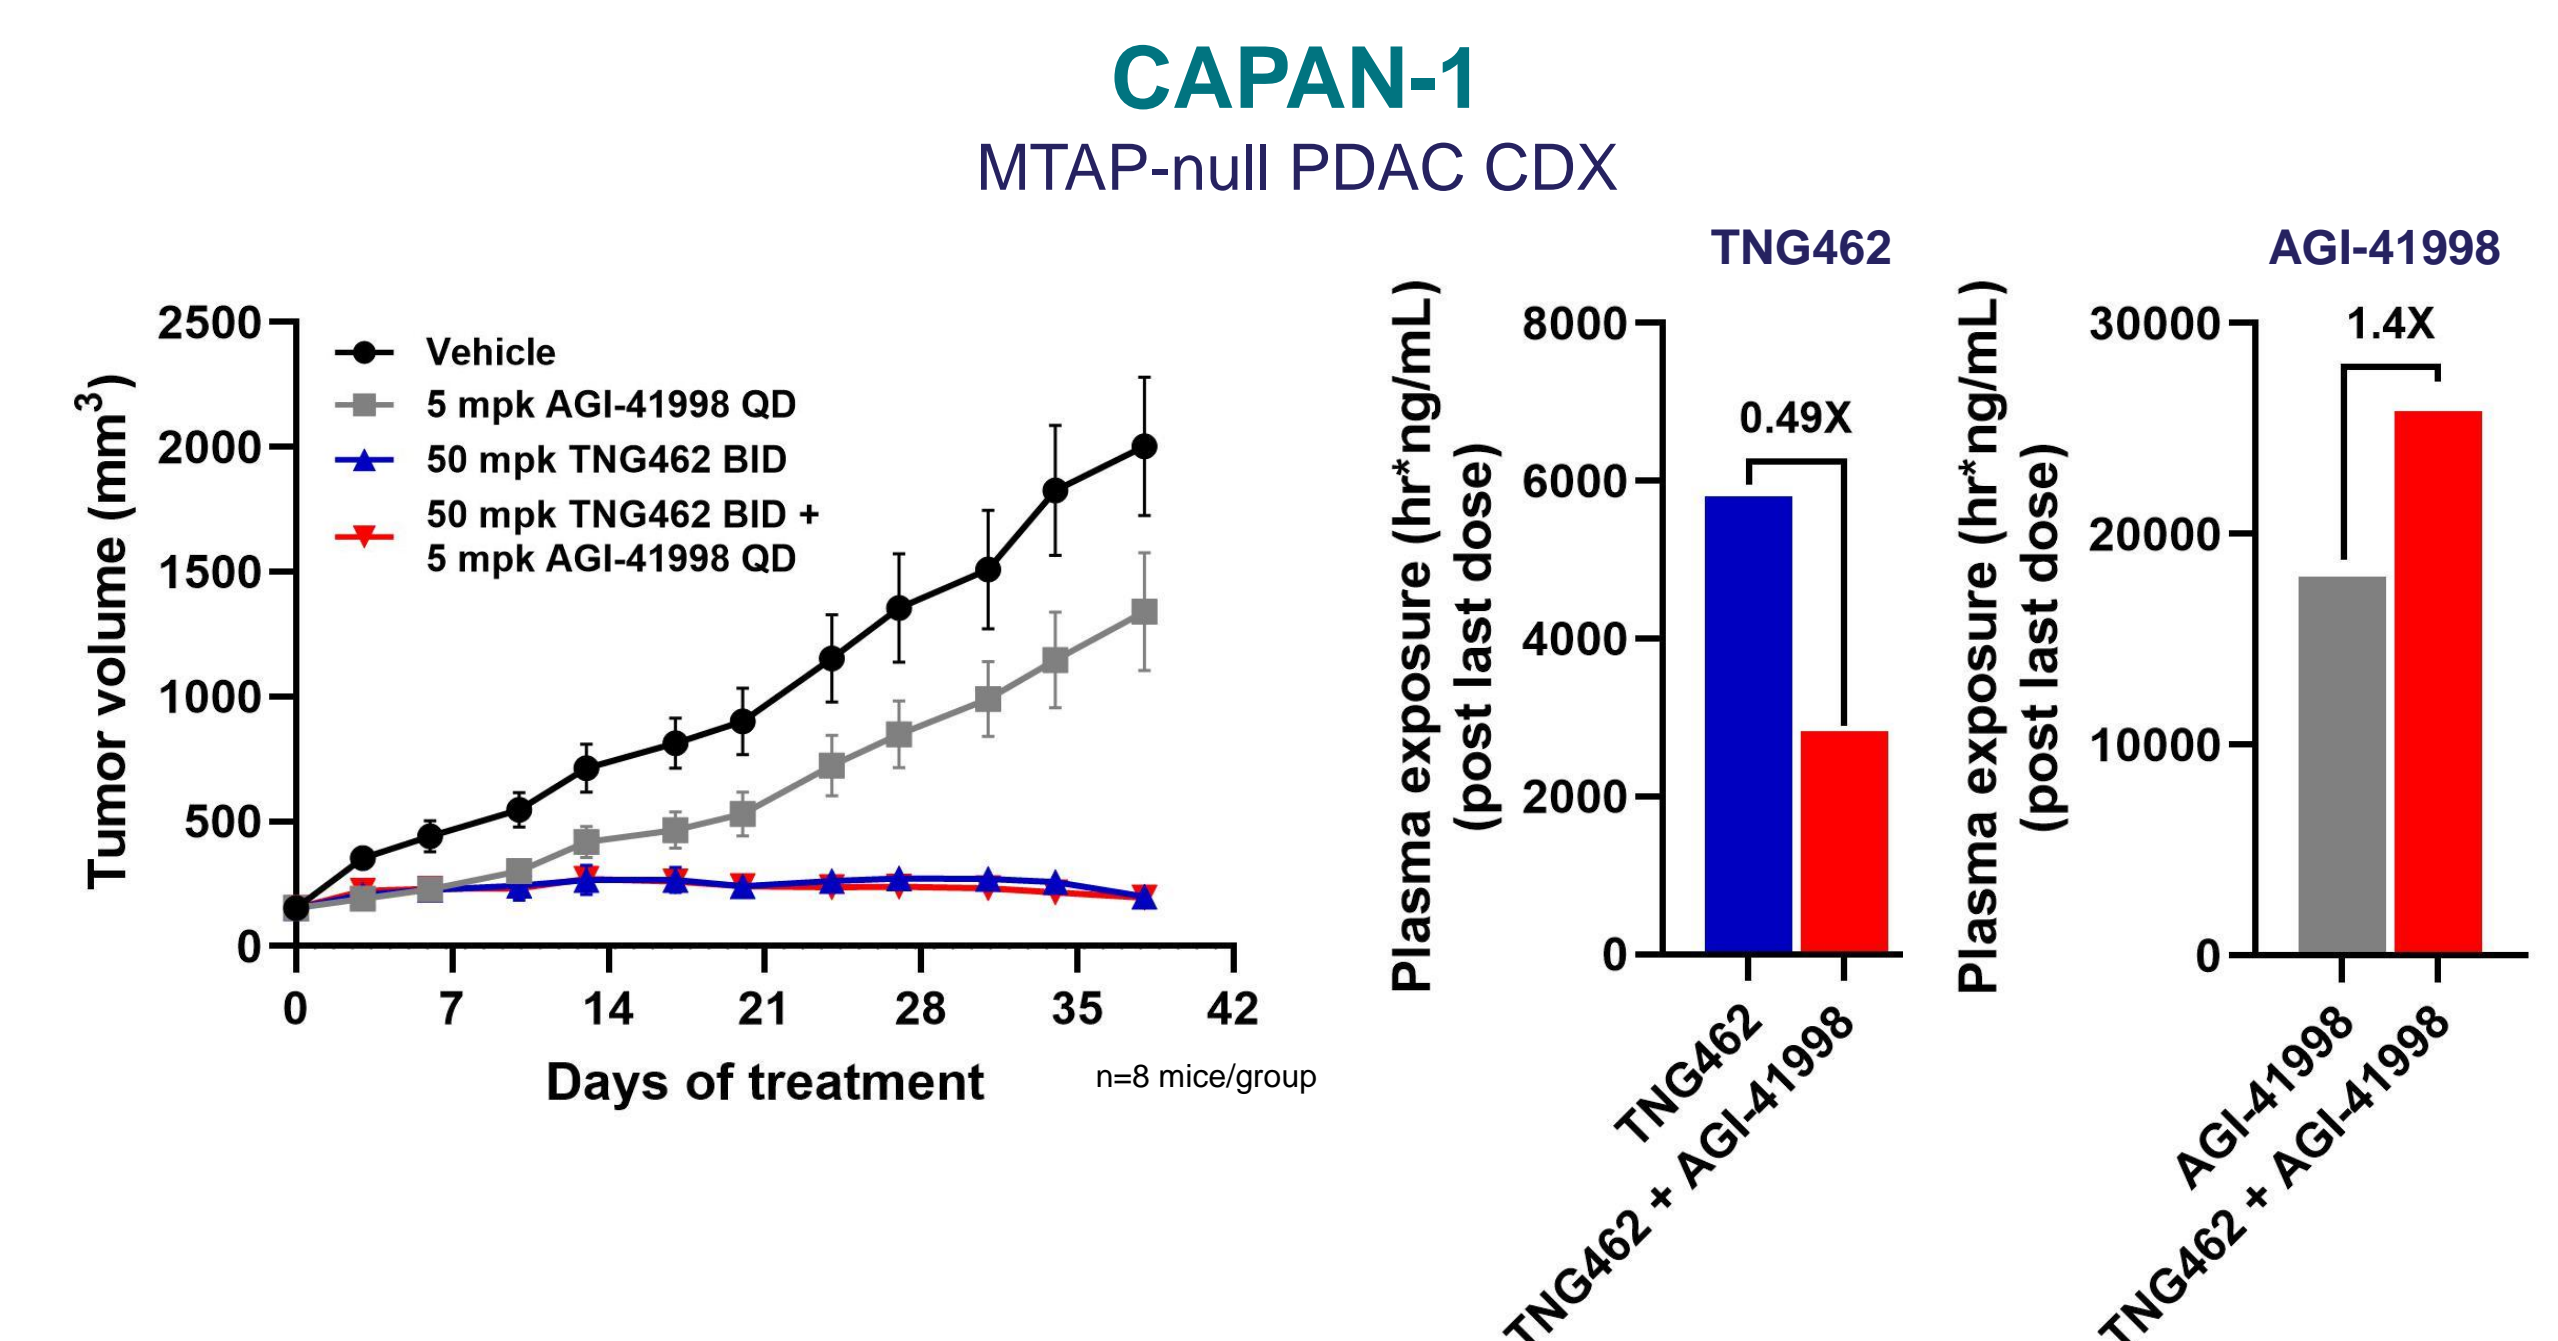 CAPAN-1
MTAP-null PDAC CDX
Tumor volume (mm³)
2500
2000
1500
1000
500
0
Vehicle
5 mpk AGI-41998 QD
50 mpk TNG462 BID
50 mpk TNG462 BID +
5 mpk AGI-41998 QD
0 7 14 21 28 35 42
Days of treatment
n=8 mice/group
TNG462
Plasma exposure (hr*ng/mL)
(post last dose)
8000
6000
4000
2000
0
0.49X
TNG462
TNG462 + AGI-41998
AGI-41998
Plasma exposure (hr*ng/mL)
(post last dose)
30000
20000
10000
0
1.4X
AGI-41998
TNG462 + AGI-41998